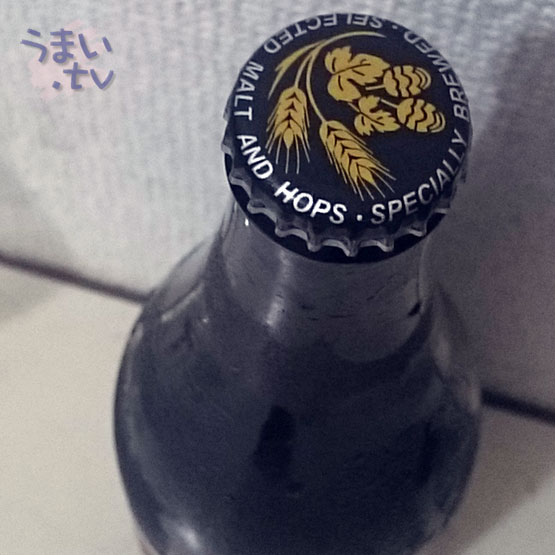 うまい
.tv
SELECTED MALT AND HOPS · SPECIALLY BREWED ·